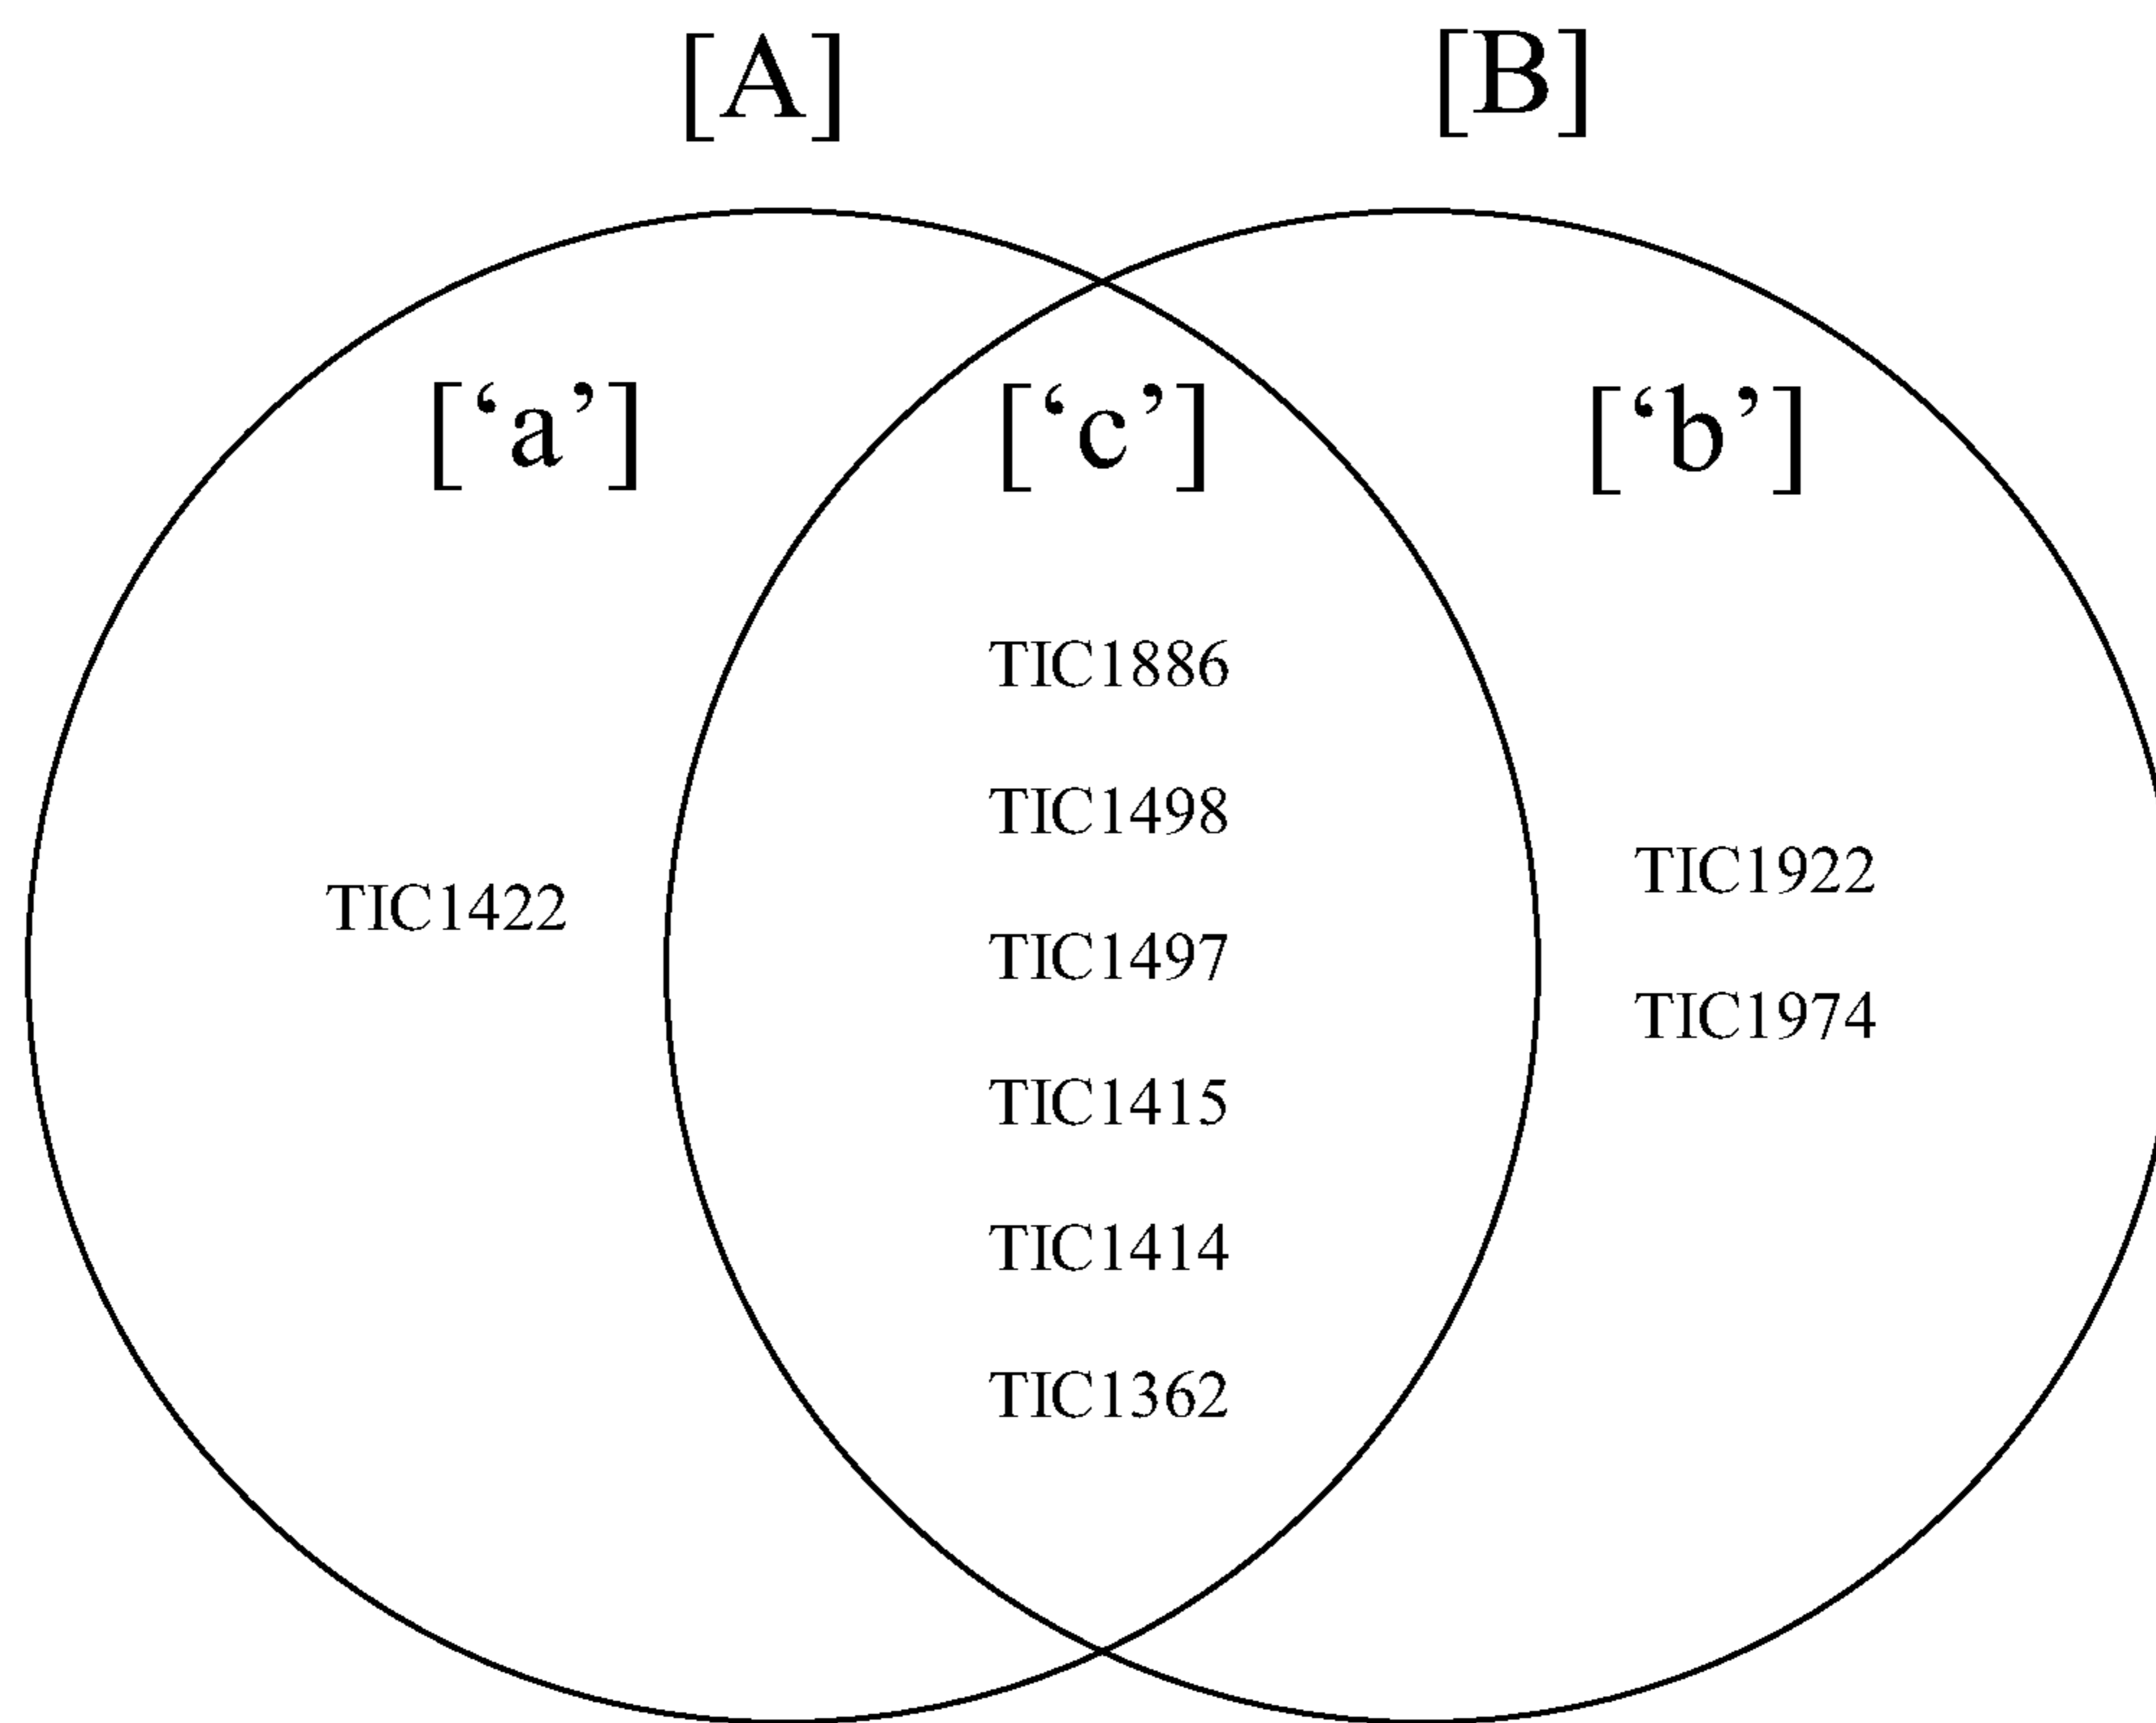 [A] [B]
[‘a’] [‘c’] [‘b’]
TIC1886
TIC1498
TIC1922
TIC1422
TIC1497
TIC1974
TIC1415
TIC1414
TIC1362